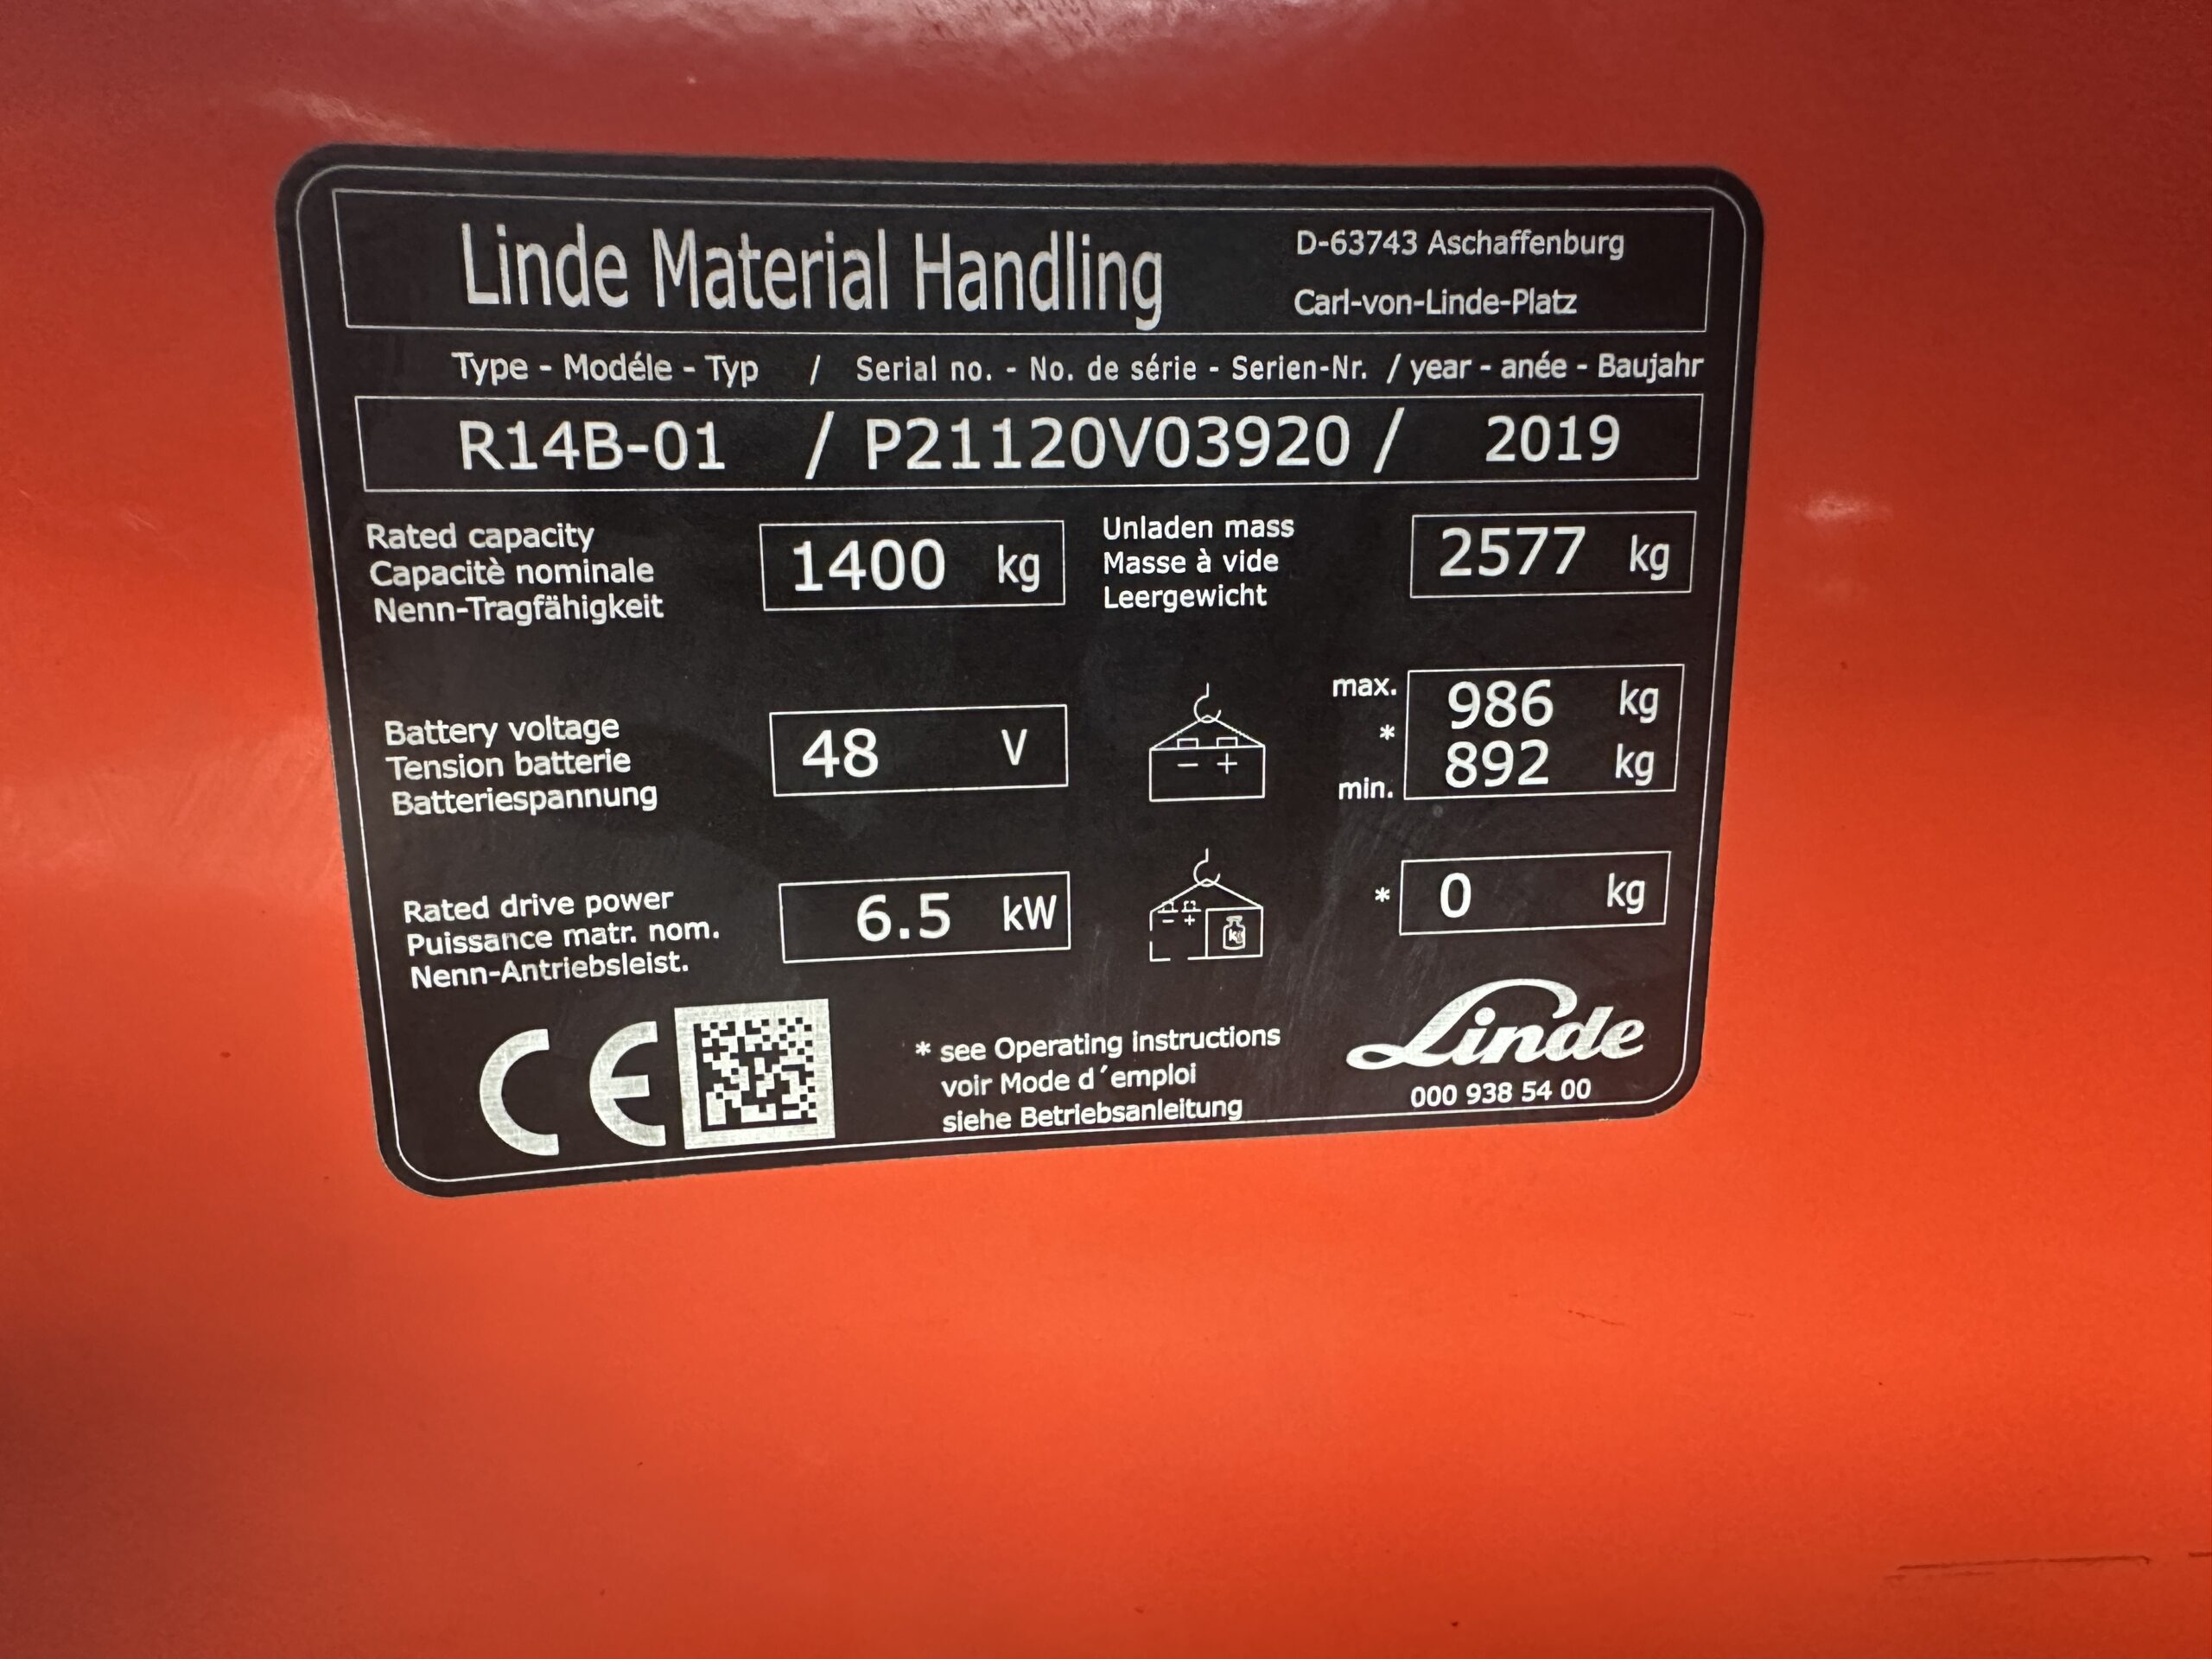 Linde Material Handling
D-63743 Aschaffenburg
Carl-von-Linde-Platz
Type - Modéle - Typ / Serial no. - No. de série - Serien-Nr. / year - anée - Baujahr
R14B-01 / P21120V03920 / 2019
Rated capacity
Capacitè nominale
Nenn-Tragfähigkeit
1400 kg
Unladen mass
Masse à vide
Leergewicht
2577 kg
Battery voltage
Tension batterie
Batteriespannung
48 V
- +
max.
*
min.
986 kg
892 kg
Rated drive power
Puissance matr. nom.
Nenn-Antriebsleist.
6.5 kW
- +
kg
* 0 kg
CE
* see Operating instructions
voir Mode d´emploi
siehe Betriebsanleitung
Linde
000 938 54 00